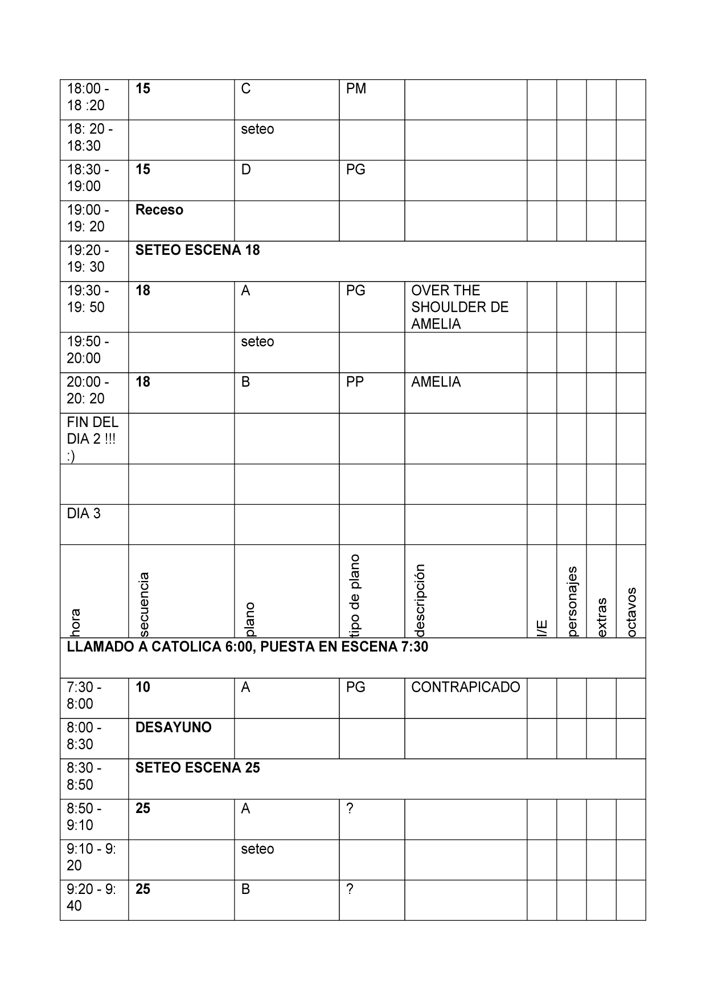 18:00 - 15 C PM
18 :20
18: 20 - seteo
18:30
18:30 - 15 D PG
19:00
19:00 - Receso
19: 20
19:20 - SETEO ESCENA 18
19: 30
19:30 - 18 A PG OVER THE
19: 50 SHOULDER DE
AMELIA
19:50 - seteo
20:00
20:00 - 18 B PP AMELIA
20: 20
FIN DEL
DIA 2 !!!
:)
DIA 3
hora secuencia plano tipo de plano descripción I/E personajes extras octavos
LLAMADO A CATOLICA 6:00, PUESTA EN ESCENA 7:30
7:30 - 10 A PG CONTRAPICADO
8:00
8:00 - DESAYUNO
8:30
8:30 - SETEO ESCENA 25
8:50
8:50 - 25 A ?
9:10
9:10 - 9: seteo
20
9:20 - 9: 25 B ?
40